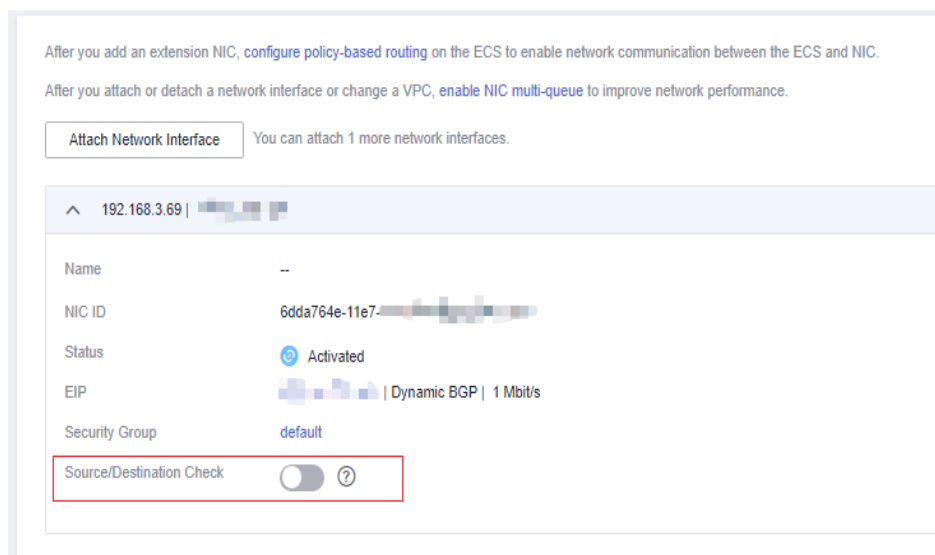 After you add an extension NIC, configure policy-based routing on the ECS to enable network communication between the ECS and NIC.
After you attach or detach a network interface or change a VPC, enable NIC multi-queue to improve network performance.
Attach Network Interface You can attach 1 more network interfaces.
192.168.3.69 |
Name --
NIC ID 6dda764e-11e7-
Status Activated
EIP | Dynamic BGP | 1 Mbit/s
Security Group default
Source/Destination Check ?